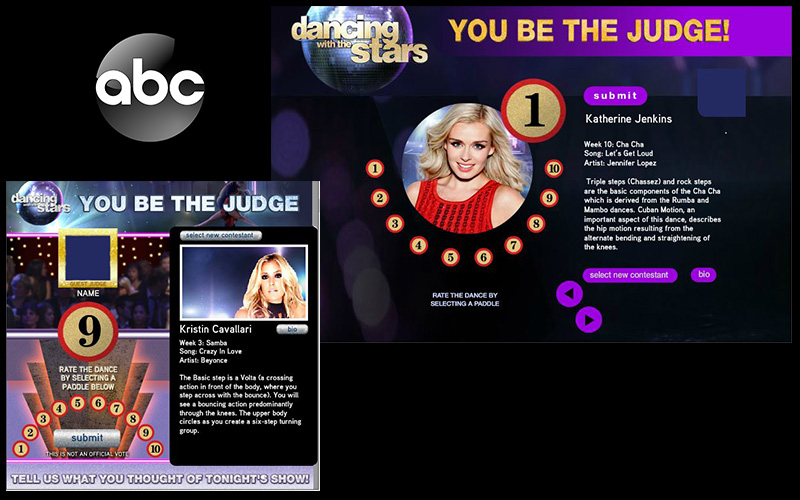 abc
dancing
with the
stars
YOU BE THE JUDGE!
submit
Katherine Jenkins
Week 10: Cha Cha
Song: Let's Get Loud
Artist: Jennifer Lopez
Triple steps (Chassez) and rock steps
are the basic components of the Cha Cha
which is derived from the Rumba and
Mambo dances. Cuban Motion, an
important aspect of this dance, describes
the hip motion resulting from the
alternate bending and straightening of
the knees.
select new contestant
bio
1
1
2
3
4
5
6
7
8
9
10
RATE THE DANCE BY
SELECTING A PADDLE
dancing
with the
stars
YOU BE THE JUDGE
GUEST JUDGE
NAME
9
RATE THE DANCE
BY SELECTING A
PADDLE BELOW
1
2
3
4
5
6
7
8
9
10
submit
THIS IS NOT AN OFFICIAL VOTE
select new contestant
Kristin Cavallari
bio
Week 3: Samba
Song: Crazy In Love
Artist: Beyonce
The Basic step is a Volta (a crossing
action in front of the body, where you
step across with the bounce). You will
see a bouncing action predominantly
through the knees. The upper body
circles as you create a six-step turning
group.
TELL US WHAT YOU THOUGHT OF TONIGHT'S SHOW!